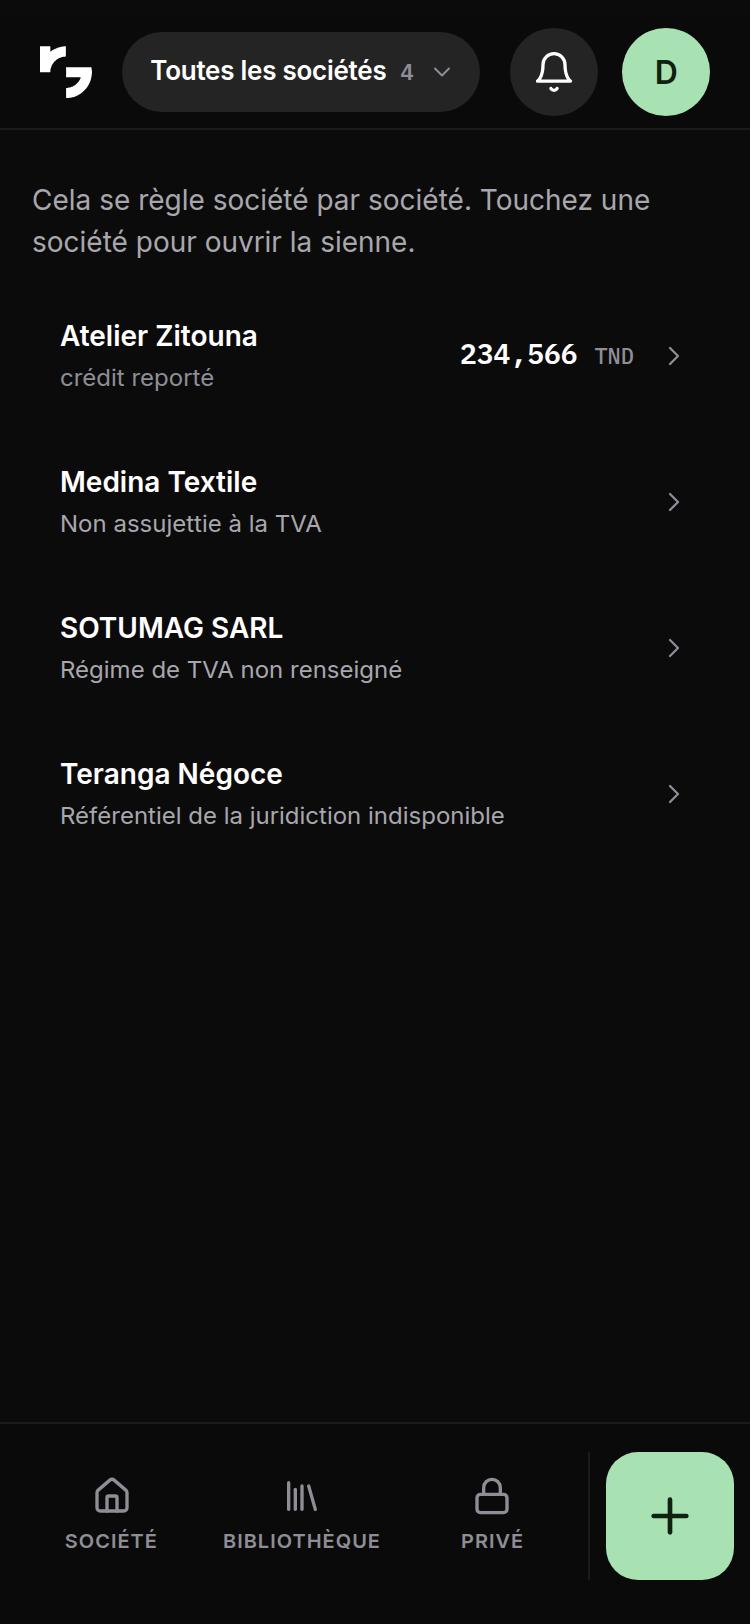 Toutes les sociétés 4
D
Cela se règle société par société. Touchez une
société pour ouvrir la sienne.
Atelier Zitouna
crédit reporté
234,566 TND
Medina Textile
Non assujettie à la TVA
SOTUMAG SARL
Régime de TVA non renseigné
Teranga Négoce
Référentiel de la juridiction indisponible
SOCIÉTÉ
BIBLIOTHÈQUE
PRIVÉ